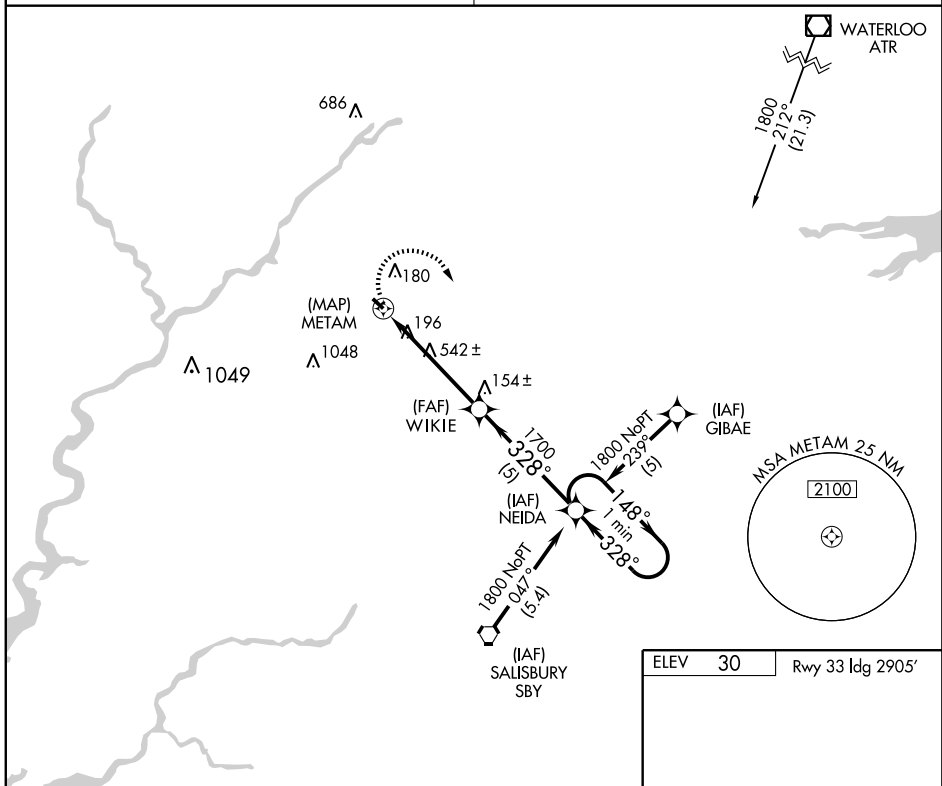 WATERLOO
ATR
1800
212°
(21.3)
686
180
(MAP)
METAM
196
542 ±
1048
1049
154 ±
(FAF)
WIKIE
(IAF)
GIBAE
1800 NoPT
239°
(5)
1700
328°
(5)
MSA METAM 25 NM
2100
(IAF)
NEIDA
148°
1 min
328°
1800 NoPT
047°
(5.4)
(IAF)
SALISBURY
SBY
ELEV 30
Rwy 33 ldg 2905'